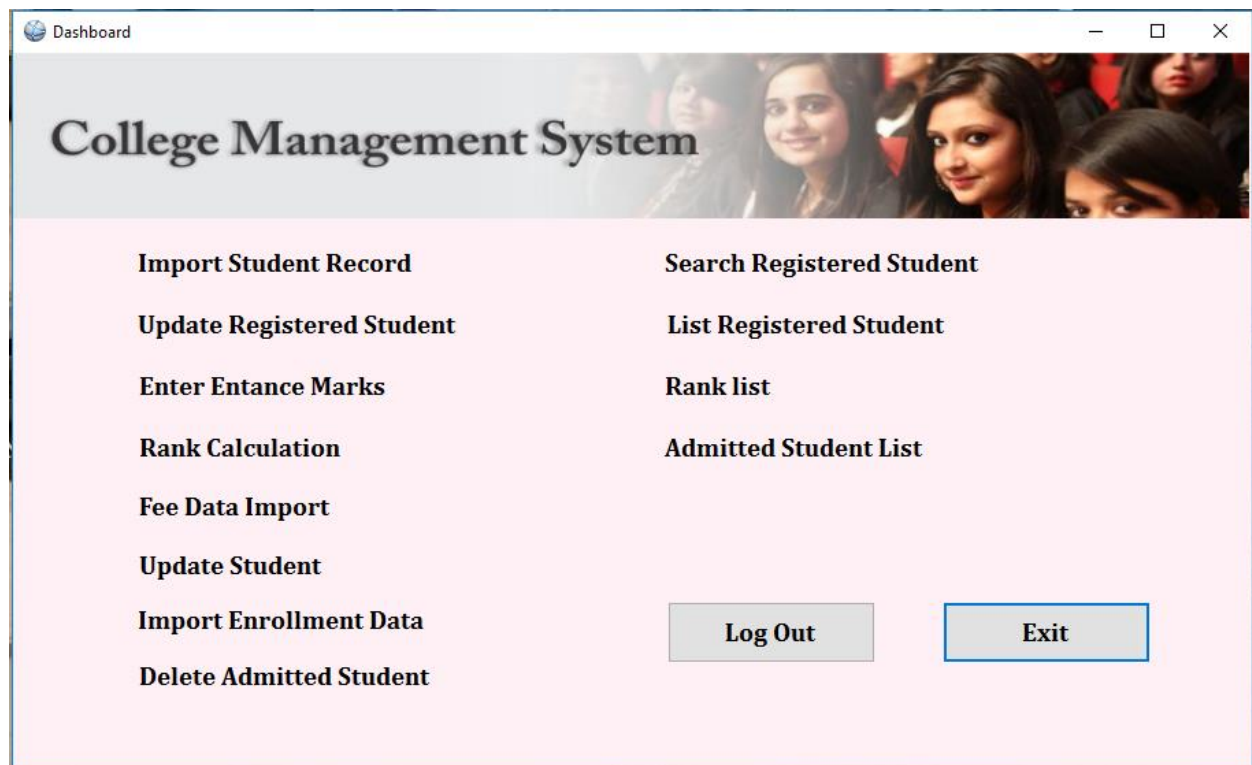 Dashboard
College Management System
Import Student Record
Search Registered Student
Update Registered Student
List Registered Student
Enter Entance Marks
Rank list
Rank Calculation
Admitted Student List
Fee Data Import
Update Student
Import Enrollment Data
Log Out
Exit
Delete Admitted Student